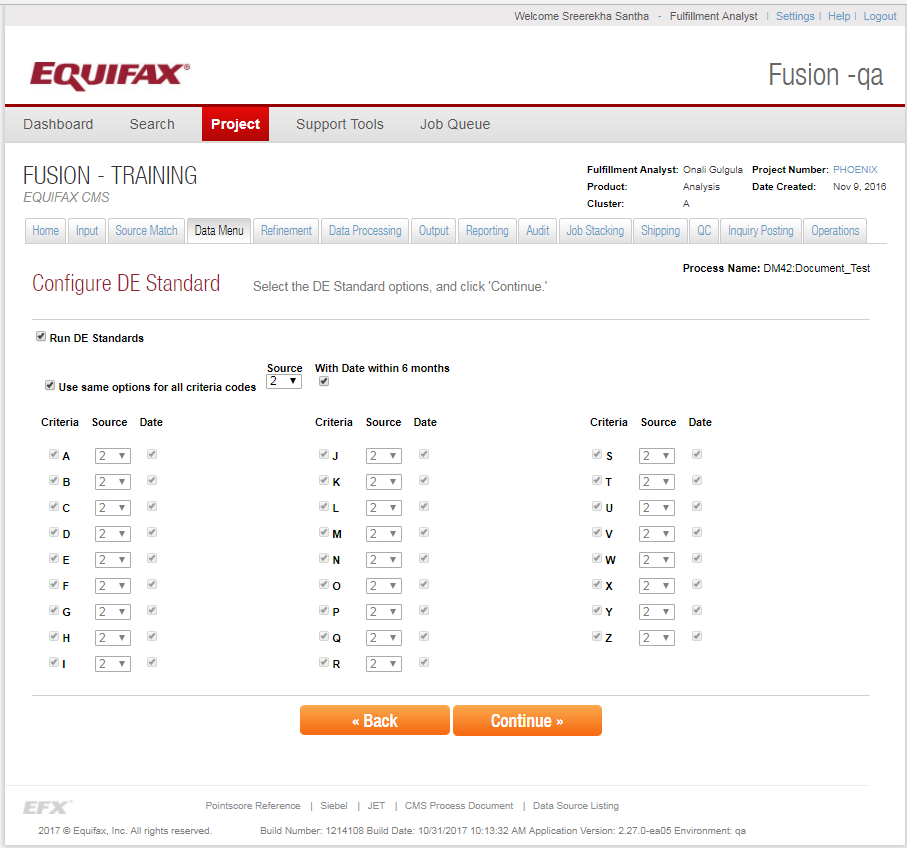 Welcome Sreerekha Santha - Fulfillment Analyst | Settings | Help | Logout
EQUIFAX®
Fusion -qa
Dashboard Search Project Support Tools Job Queue
FUSION - TRAINING
EQUIFAX CMS
Fulfillment Analyst: Onali Gulgula Project Number: PHOENIX
Product: Analysis Date Created: Nov 9, 2016
Cluster: A
Home Input Source Match Data Menu Refinement Data Processing Output Reporting Audit Job Stacking Shipping QC Inquiry Posting Operations
Process Name: DM42:Document_Test
Configure DE Standard Select the DE Standard options, and click 'Continue.'
Run DE Standards
Source With Date within 6 months
Use same options for all criteria codes 2
Criteria Source Date Criteria Source Date Criteria Source Date
A 2 J 2 S 2
B 2 K 2 T 2
C 2 L 2 U 2
D 2 M 2 V 2
E 2 N 2 W 2
F 2 O 2 X 2
G 2 P 2 Y 2
H 2 Q 2 Z 2
I 2 R 2
« Back Continue »
EFX Pointscore Reference | Siebel | JET | CMS Process Document | Data Source Listing
2017 © Equifax, Inc. All rights reserved. Build Number: 1214108 Build Date: 10/31/2017 10:13:32 AM Application Version: 2.27.0-ea05 Environment: qa